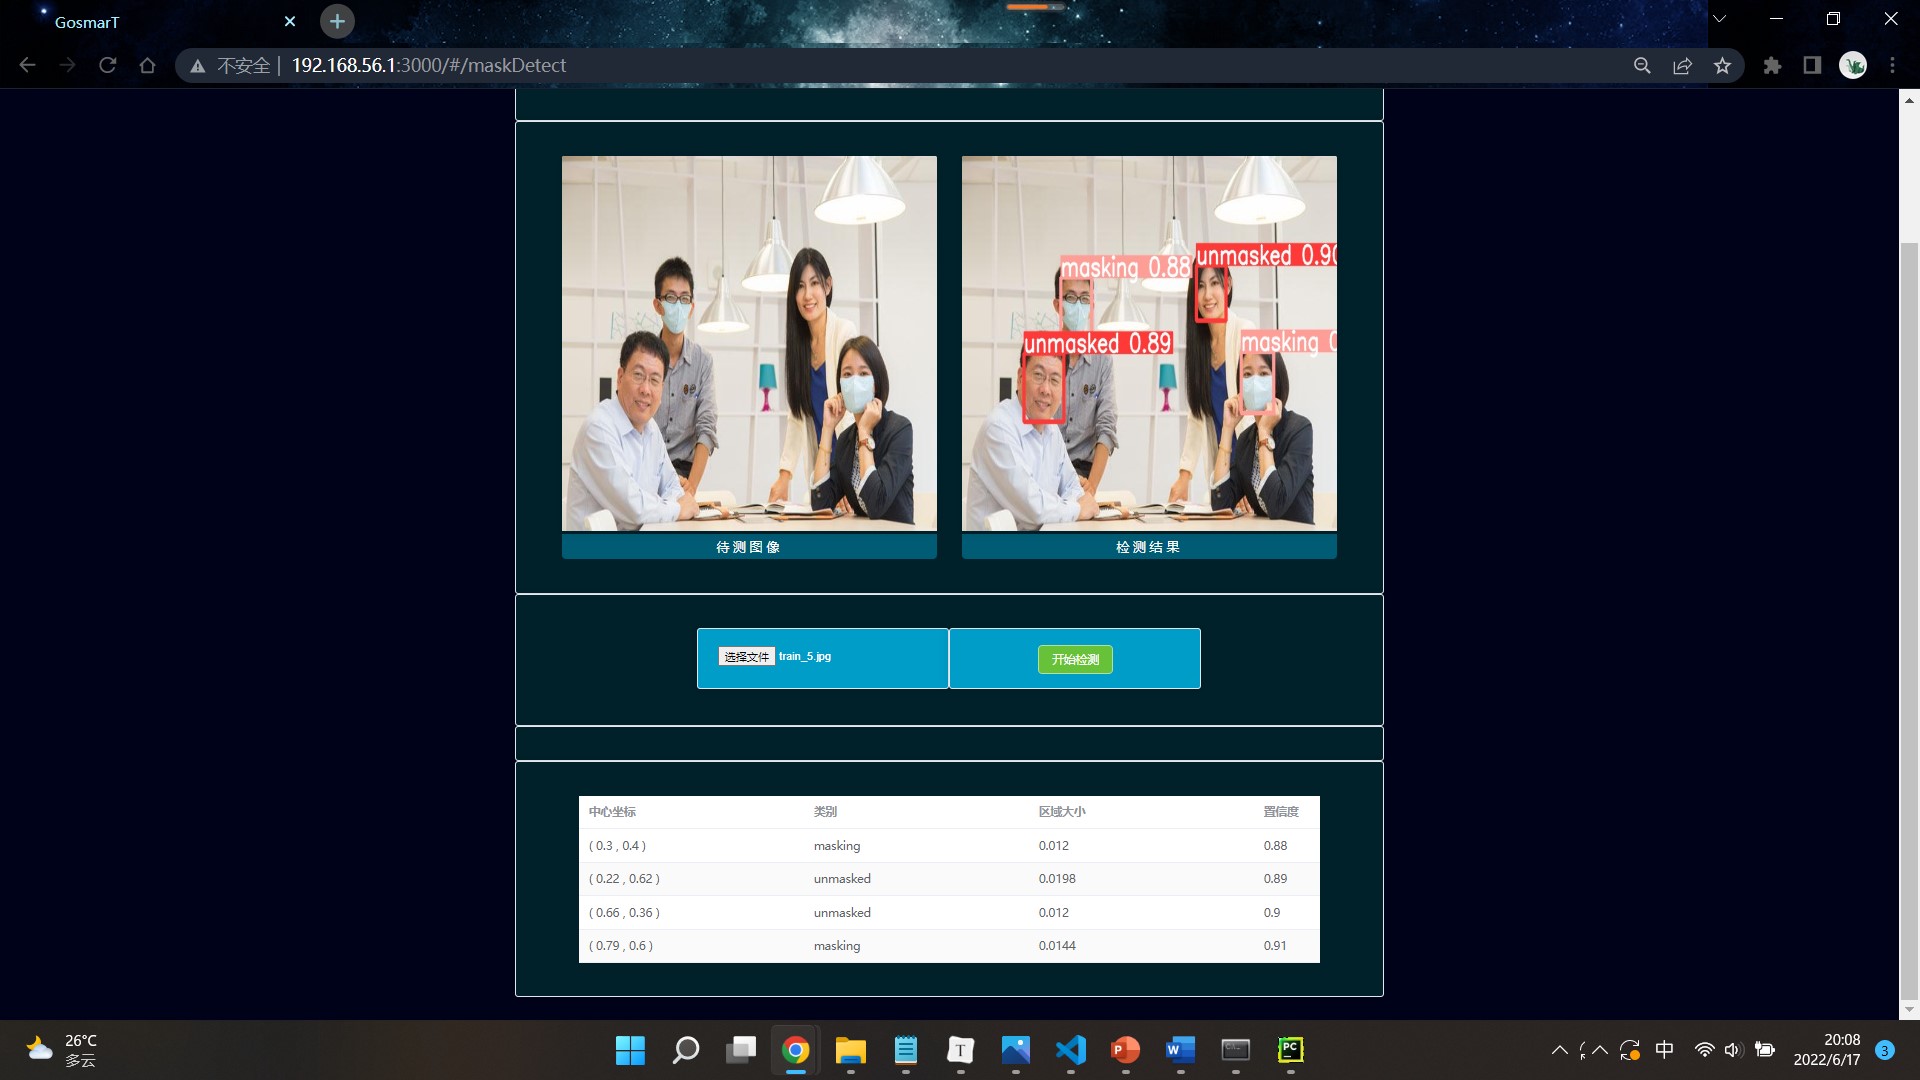 GosmarT
不安全 192.168.56.1:3000/#/maskDetect
masking 0.88
unmasked 0.90
unmasked 0.89
masking 0
待测图像
检测结果
选择文件 train_5.jpg
开始检测
中心坐标 类别 区域大小 置信度
( 0.3 , 0.4 ) masking 0.012 0.88
( 0.22 , 0.62 ) unmasked 0.0198 0.89
( 0.66 , 0.36 ) unmasked 0.012 0.9
( 0.79 , 0.6 ) masking 0.0144 0.91
26°C
多云
T
P
W
PC
中
20:08
2022/6/17
3